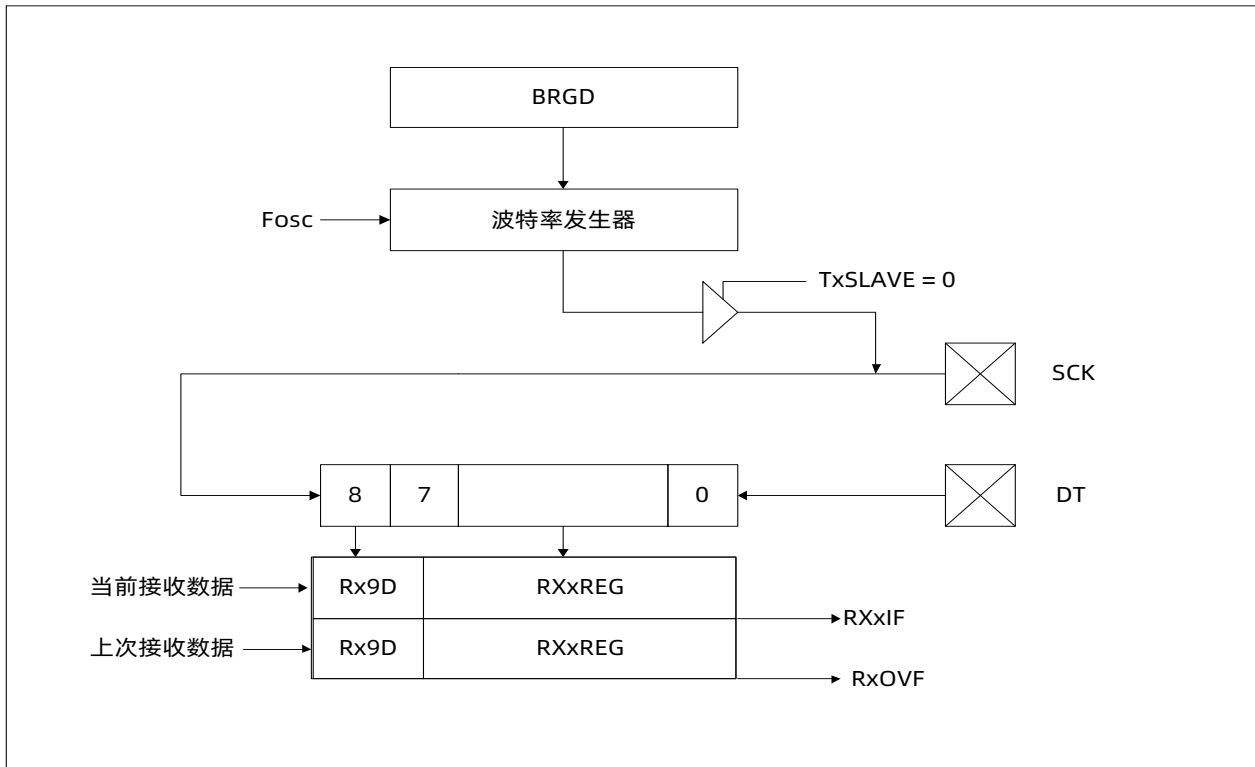 BRGD
Fosc
波特率发生器
TxSLAVE = 0
SCK
8
7
0
DT
当前接收数据
Rx9D
RXxREG
RXxIF
上次接收数据
Rx9D
RXxREG
RxOVF